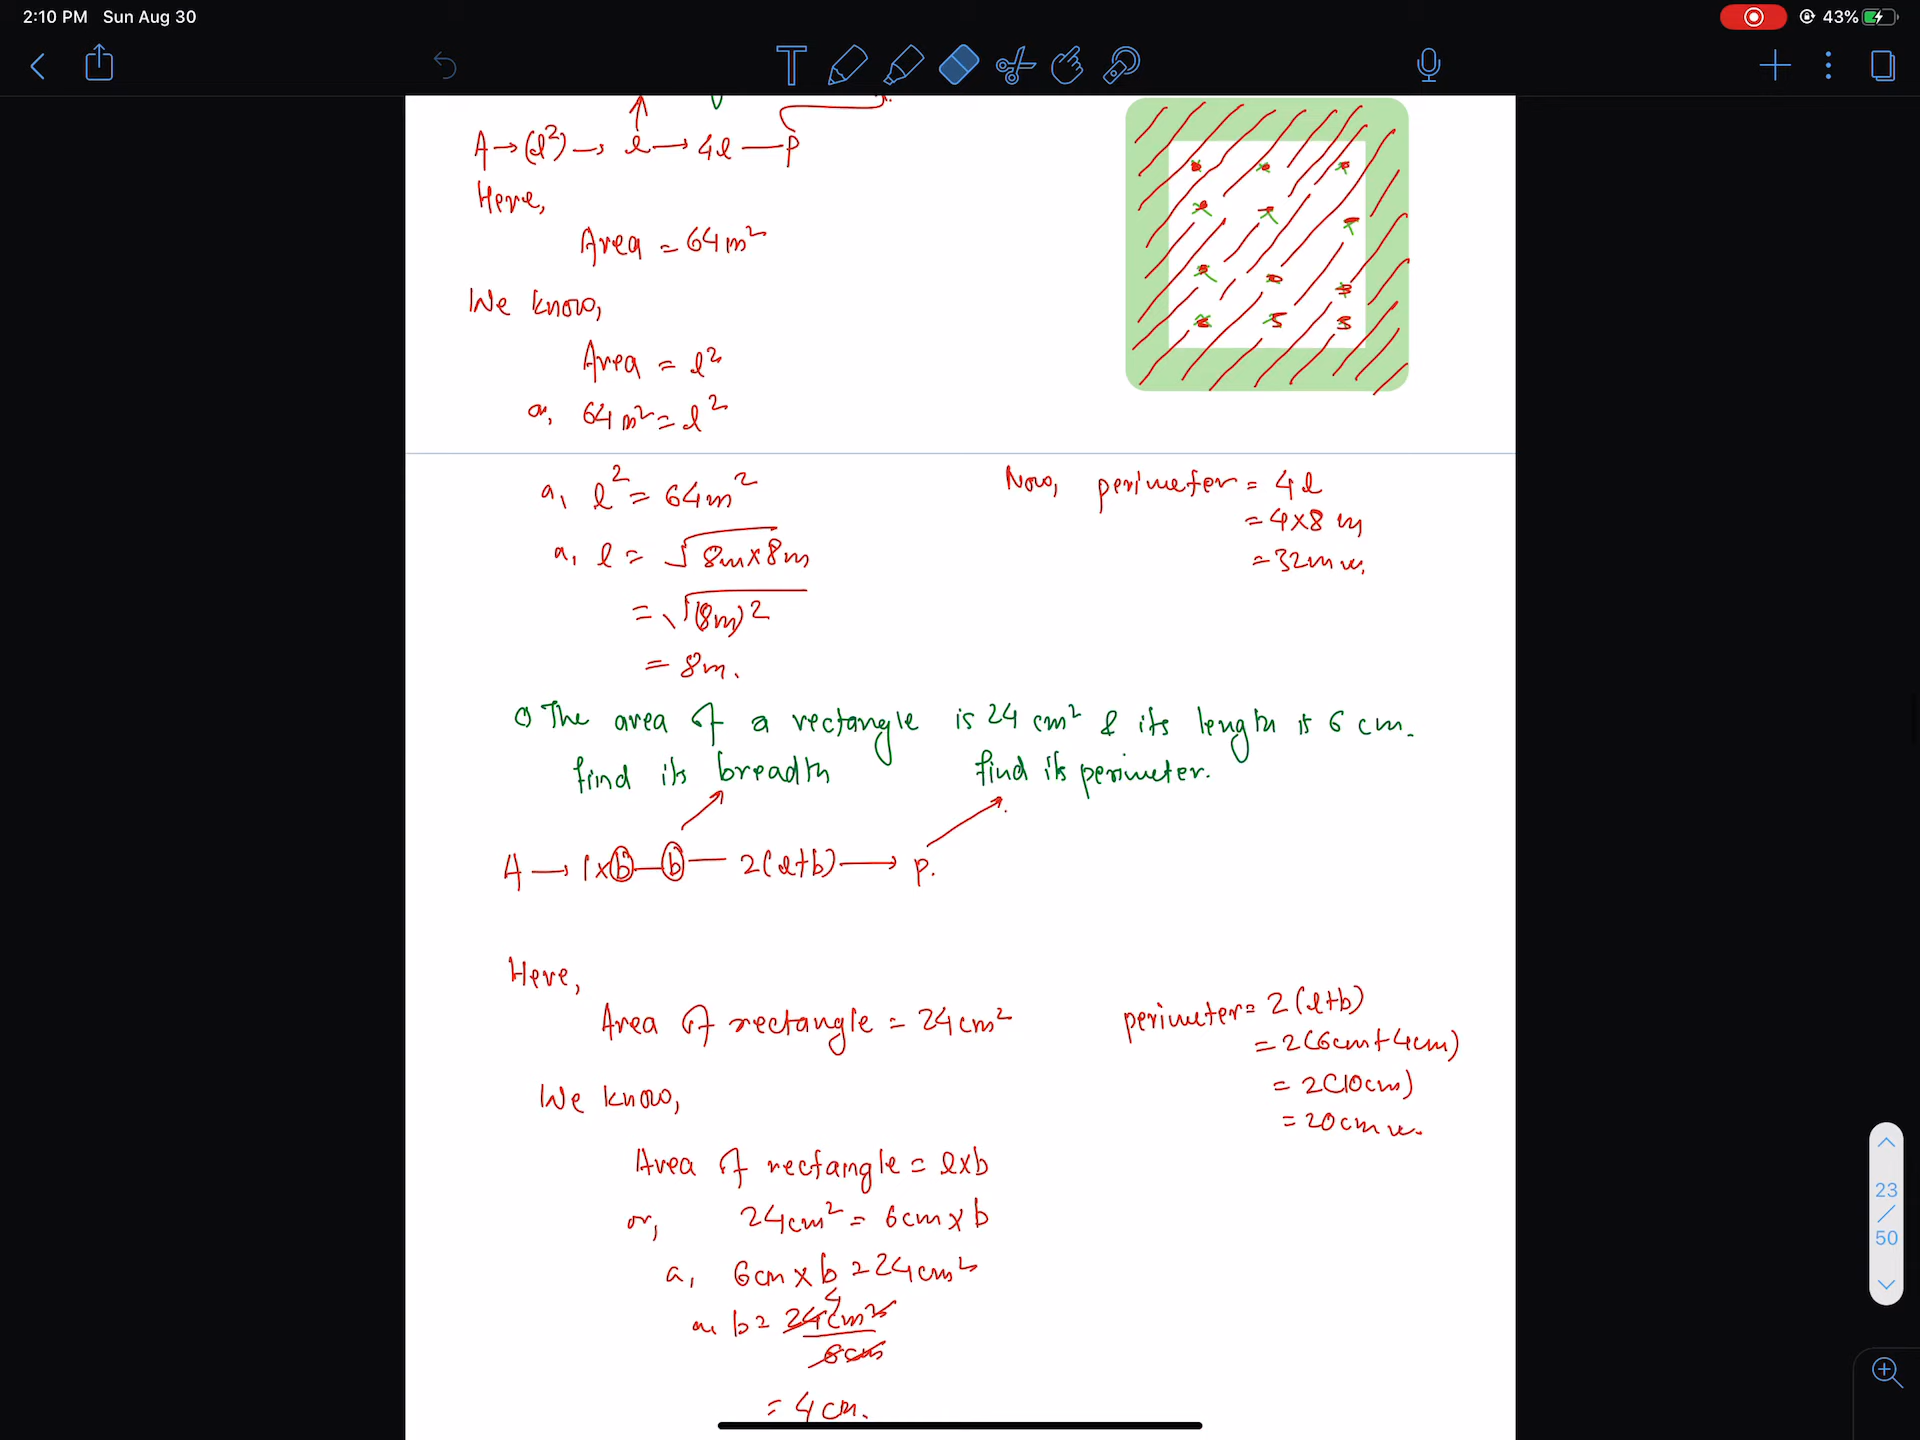 2:10 PM Sun Aug 30
43%
A → (l²) → l → 4l — P
Here,
Area = 64m²
We know,
Area = l²
or, 64m² = l²
or, l² = 64m²
or, l = √8m×8m
= √(8m)²
= 8m.
Now, perimeter = 4l
= 4×8 m
= 32m
The area of a rectangle is 24 cm² & its length is 6 cm.
find its breadth find its perimeter.
A → l×b — b — 2(l+b) → P.
Here,
Area of rectangle = 24cm²
We know,
Area of rectangle = l×b
or, 24cm² = 6cm×b
or, 6cm×b = 24cm²
4
or, b = 24cm²
6cm
= 4cm.
perimeter = 2(l+b)
= 2(6cm+4cm)
= 2(10cm)
= 20cm
23
/
50